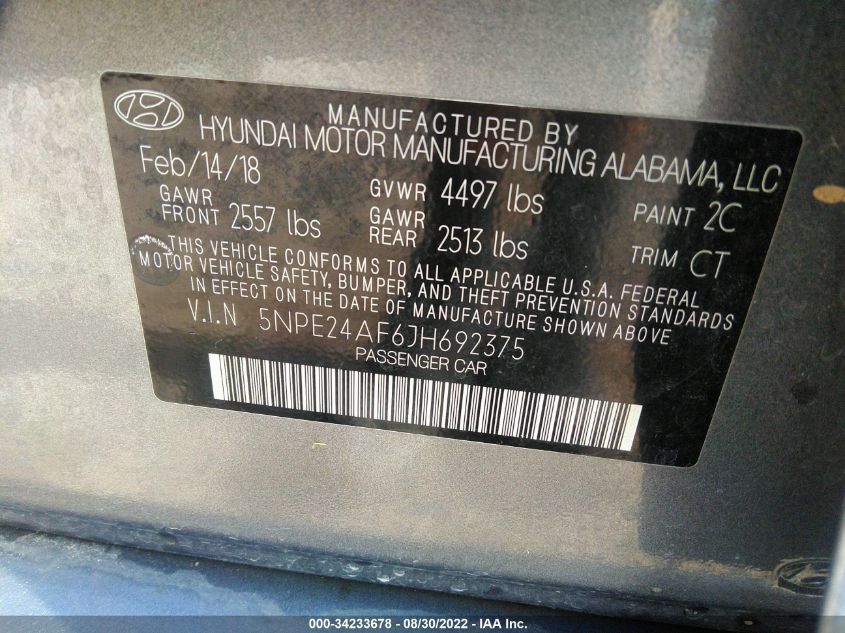 MANUFACTURED BY
HYUNDAI MOTOR MANUFACTURING ALABAMA, LLC
Feb/14/18
GAWR FRONT 2557 lbs
GVWR 4497 lbs
GAWR REAR 2513 lbs
PAINT 2C
TRIM CT
THIS VEHICLE CONFORMS TO ALL APPLICABLE U.S.A. FEDERAL
MOTOR VEHICLE SAFETY, BUMPER, AND THEFT PREVENTION STANDARDS
IN EFFECT ON THE DATE OF MANUFACTURE SHOWN ABOVE
V.I.N 5NPE24AF6JH692375
PASSENGER CAR
000-34233678 - 08/30/2022 - IAA Inc.